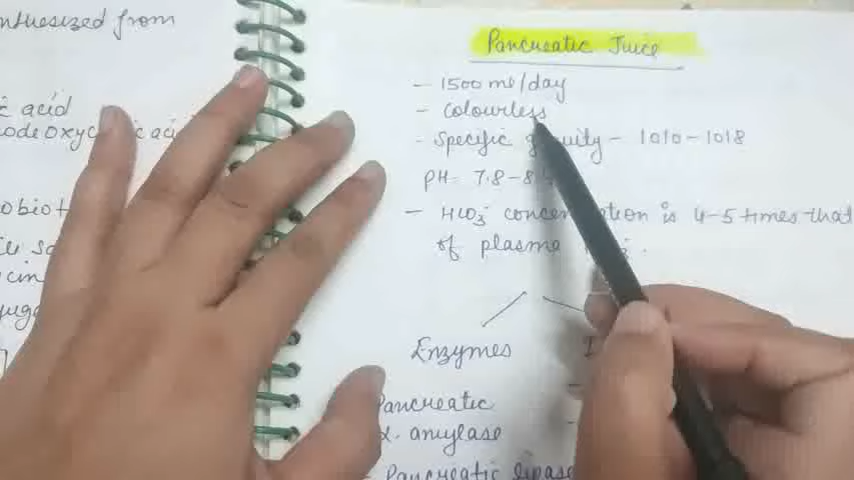 nthesized from
c acid
odeoxyc
obiot
Pancreatic Juice
- 1500 ml/day
- Colourless
- Specific - 1010-1018
PH- 7.8-8.
- HCO3⁻ concentration is 4-5 times that
of plasma
Enzymes
Pancreatic
α. amylase
- Pancreatic lipase